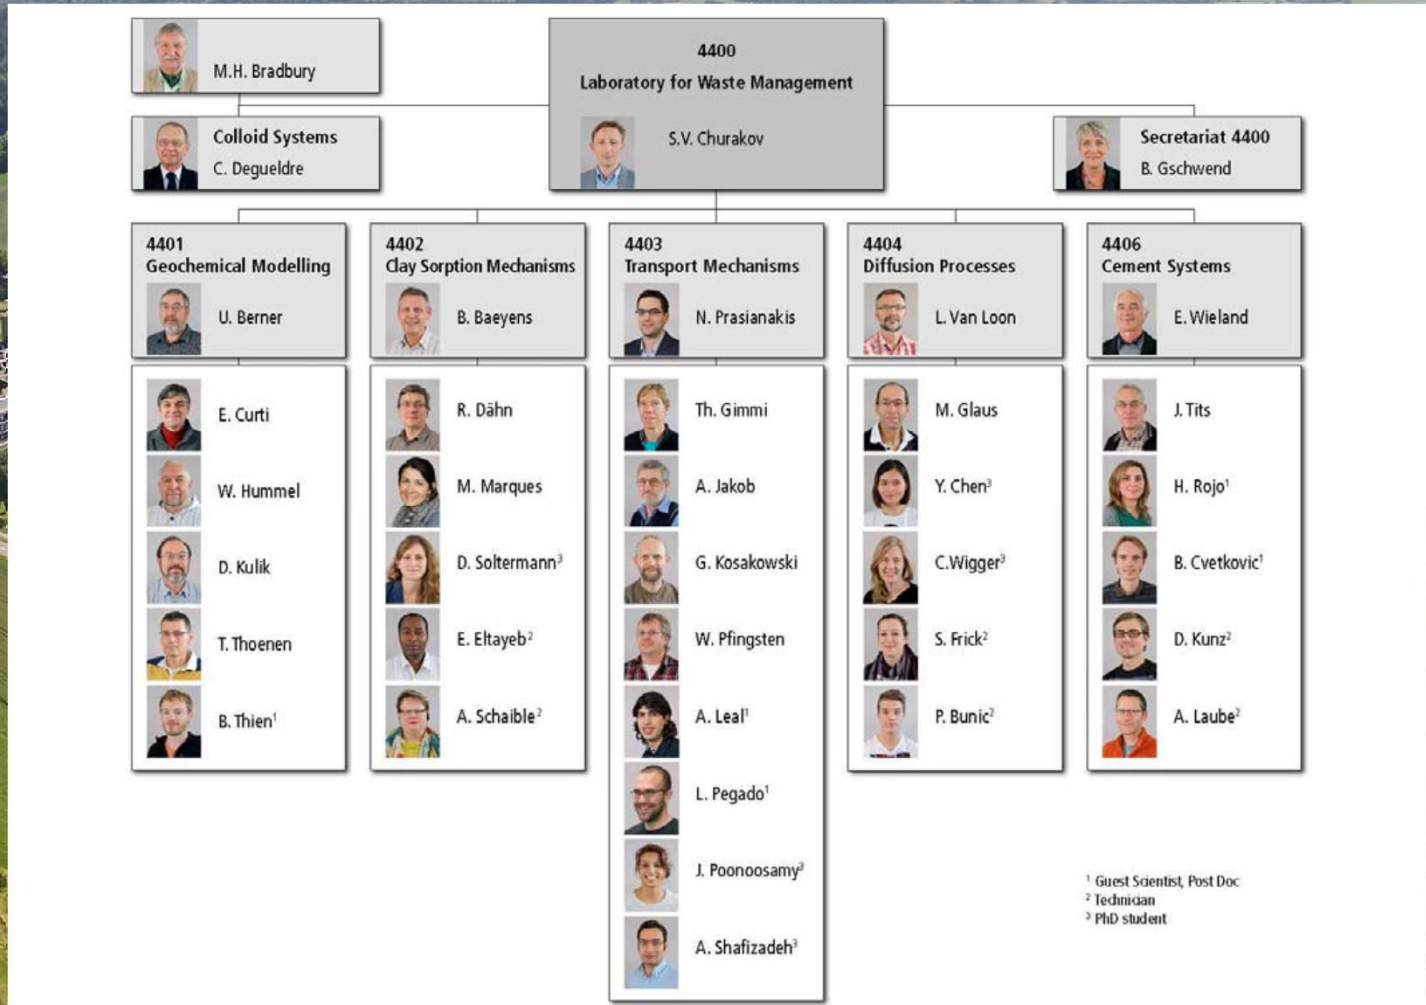 M.H. Bradbury
4400
Laboratory for Waste Management
S.V. Churakov
Colloid Systems
C. Degueldre
Secretariat 4400
B. Gschwend
4401
Geochemical Modelling
U. Berner
E. Curti
W. Hummel
D. Kulik
T. Thoenen
B. Thien¹
4402
Clay Sorption Mechanisms
B. Baeyens
R. Dähn
M. Marques
D. Soltermann³
E. Eltayeb²
A. Schaible²
4403
Transport Mechanisms
N. Prasianakis
Th. Gimmi
A. Jakob
G. Kosakowski
W. Pfingsten
A. Leal¹
L. Pegado¹
J. Poonoosamy³
A. Shafizadeh³
4404
Diffusion Processes
L. Van Loon
M. Glaus
Y. Chen³
C.Wigger³
S. Frick²
P. Bunic²
4406
Cement Systems
E. Wieland
J. Tits
H. Rojo¹
B. Cvetkovic¹
D. Kunz²
A. Laube²
¹ Guest Scientist, Post Doc
² Technician
³ PhD student